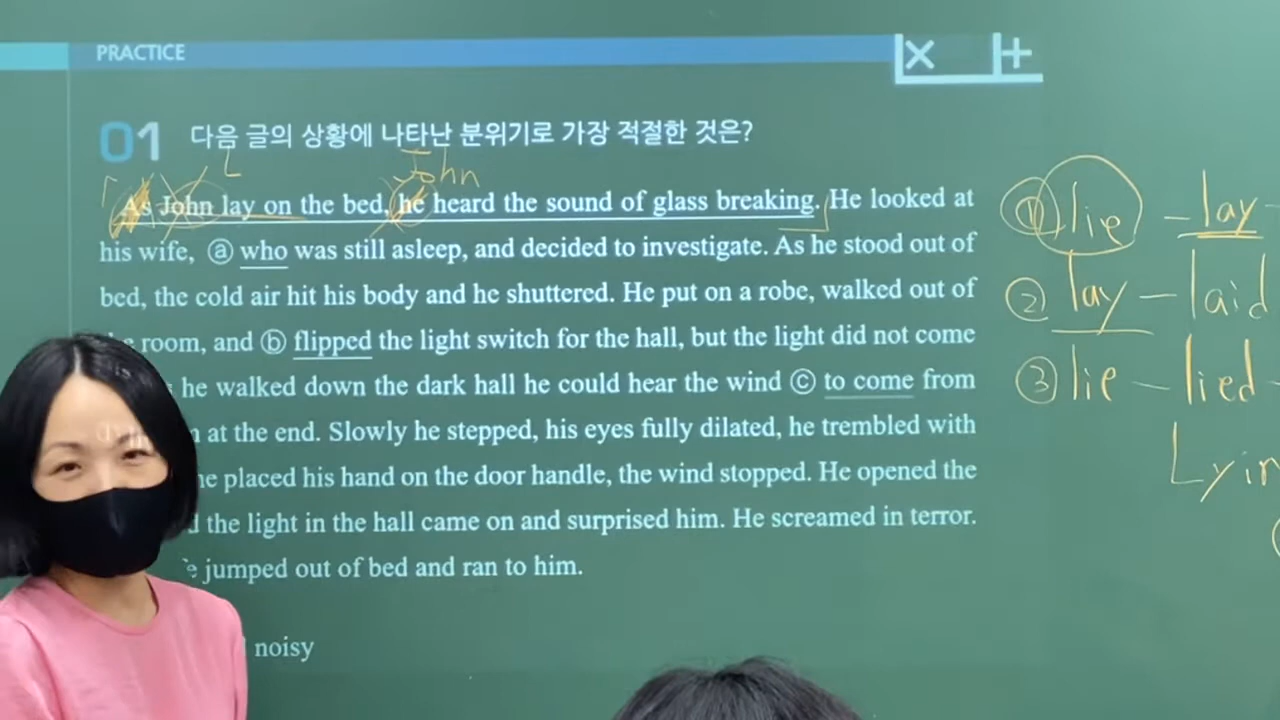 PRACTICE
01 다음 글의 상황에 나타난 분위기로 가장 적절한 것은?
L
John
As John lay on the bed, he heard the sound of glass breaking. He looked at
his wife, ⓐ who was still asleep, and decided to investigate. As he stood out of
bed, the cold air hit his body and he shuttered. He put on a robe, walked out of
room, and ⓑ flipped the light switch for the hall, but the light did not come
he walked down the dark hall he could hear the wind ⓒ to come from
at the end. Slowly he stepped, his eyes fully dilated, he trembled with
he placed his hand on the door handle, the wind stopped. He opened the
the light in the hall came on and surprised him. He screamed in terror.
jumped out of bed and ran to him.
noisy
① lie - lay -
② lay - laid
③ lie - lied -
Lyin